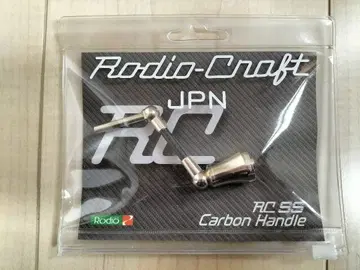 Rodio-Craft
JPN
RC
RC SS
Carbon Handle
Rodio